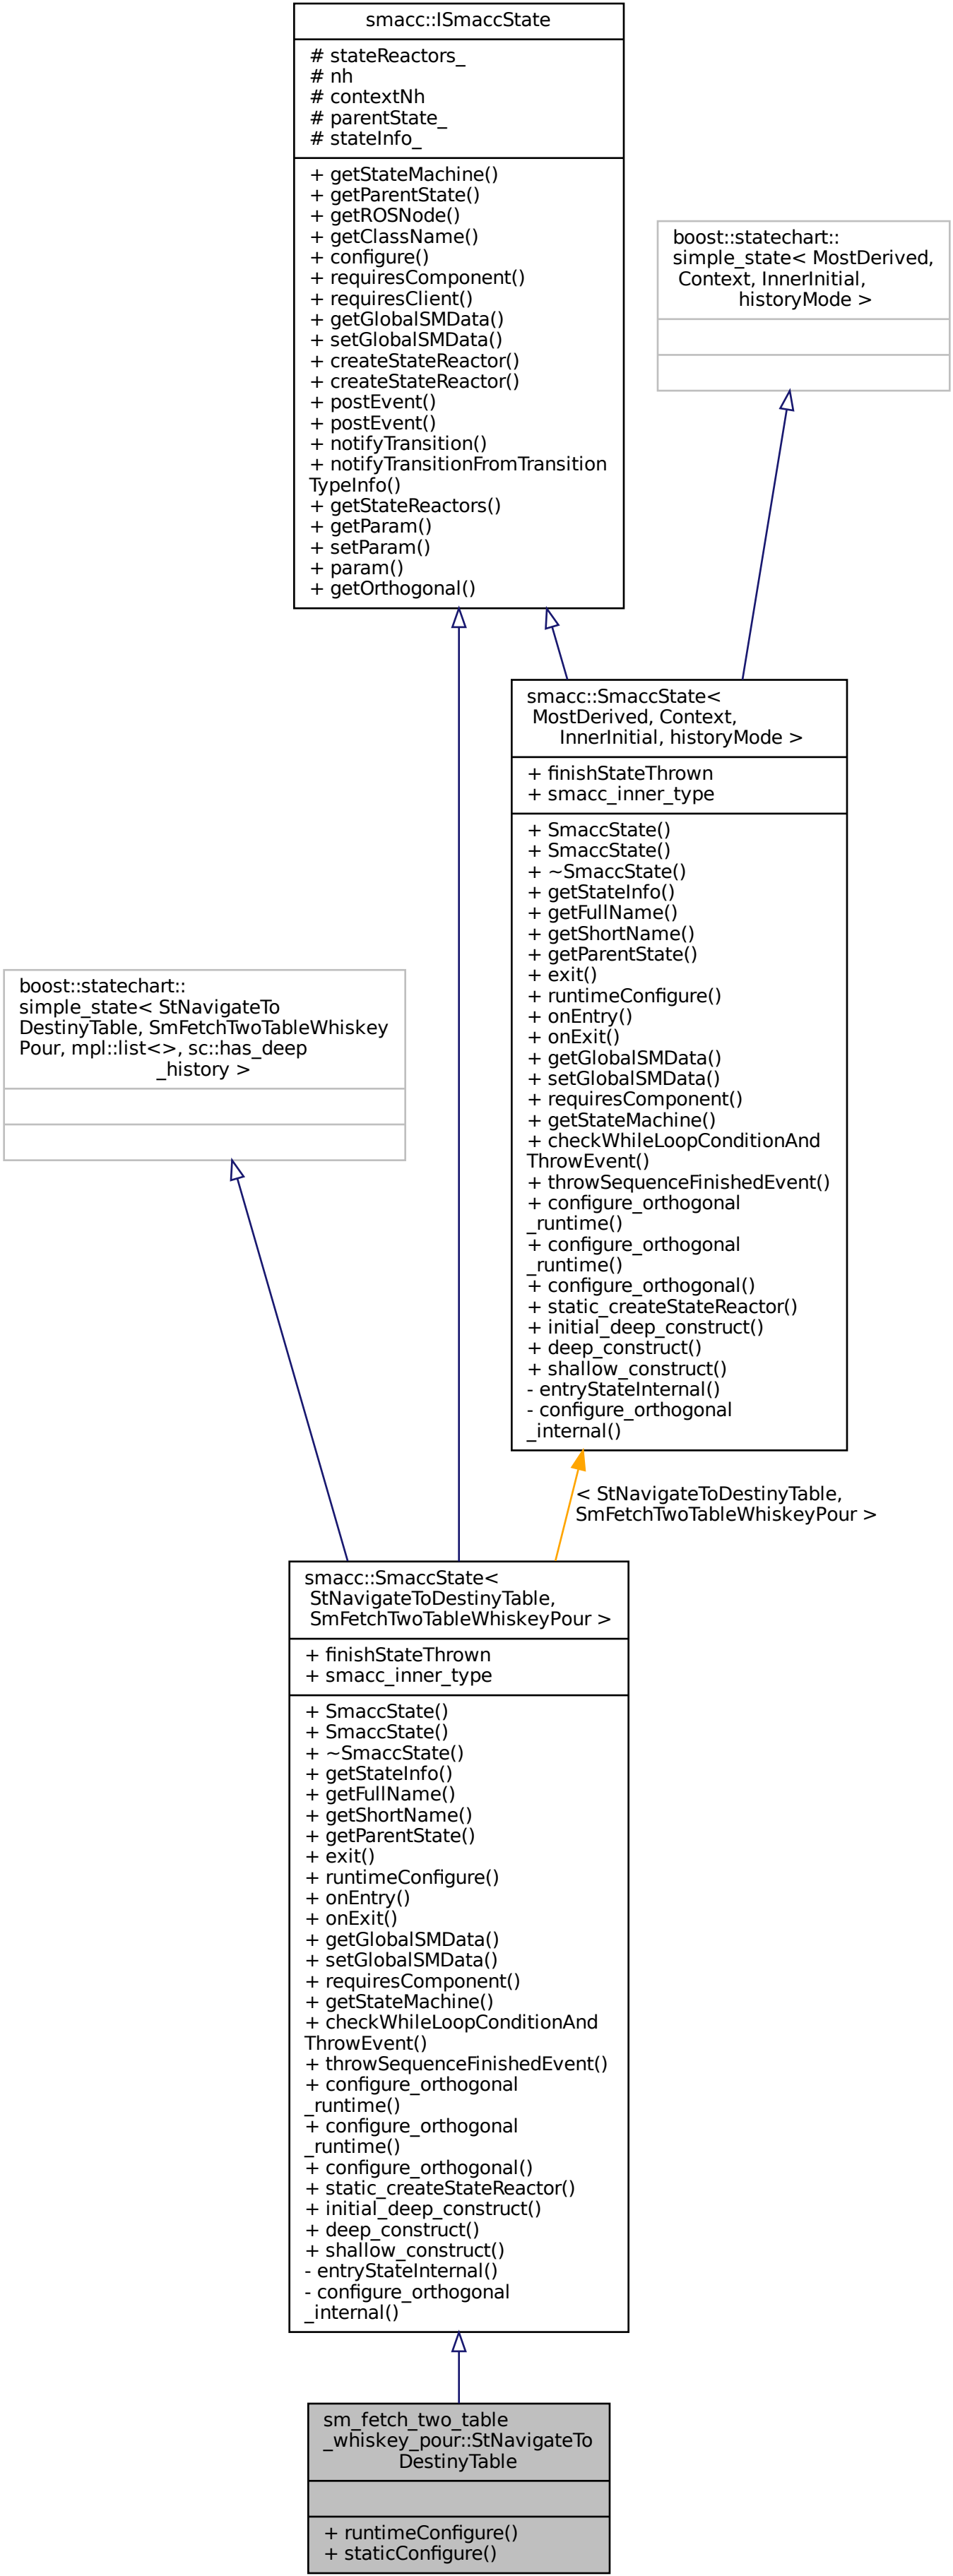 smacc::ISmaccState
# stateReactors_
# nh
# contextNh
# parentState_
# stateInfo_
+ getStateMachine()
+ getParentState()
+ getROSNode()
+ getClassName()
+ configure()
+ requiresComponent()
+ requiresClient()
+ getGlobalSMData()
+ setGlobalSMData()
+ createStateReactor()
+ createStateReactor()
+ postEvent()
+ postEvent()
+ notifyTransition()
+ notifyTransitionFromTransition
TypeInfo()
+ getStateReactors()
+ getParam()
+ setParam()
+ param()
+ getOrthogonal()
boost::statechart::
simple_state< MostDerived,
Context, InnerInitial,
historyMode >
smacc::SmaccState<
MostDerived, Context,
InnerInitial, historyMode >
+ finishStateThrown
+ smacc_inner_type
+ SmaccState()
+ SmaccState()
+ ~SmaccState()
+ getStateInfo()
+ getFullName()
+ getShortName()
+ getParentState()
+ exit()
+ runtimeConfigure()
+ onEntry()
+ onExit()
+ getGlobalSMData()
+ setGlobalSMData()
+ requiresComponent()
+ getStateMachine()
+ checkWhileLoopConditionAnd
ThrowEvent()
+ throwSequenceFinishedEvent()
+ configure_orthogonal
_runtime()
+ configure_orthogonal
_runtime()
+ configure_orthogonal()
+ static_createStateReactor()
+ initial_deep_construct()
+ deep_construct()
+ shallow_construct()
- entryStateInternal()
- configure_orthogonal
_internal()
boost::statechart::
simple_state< StNavigateTo
DestinyTable, SmFetchTwoTableWhiskey
Pour, mpl::list<>, sc::has_deep
_history >
< StNavigateToDestinyTable,
SmFetchTwoTableWhiskeyPour >
smacc::SmaccState<
StNavigateToDestinyTable,
SmFetchTwoTableWhiskeyPour >
+ finishStateThrown
+ smacc_inner_type
+ SmaccState()
+ SmaccState()
+ ~SmaccState()
+ getStateInfo()
+ getFullName()
+ getShortName()
+ getParentState()
+ exit()
+ runtimeConfigure()
+ onEntry()
+ onExit()
+ getGlobalSMData()
+ setGlobalSMData()
+ requiresComponent()
+ getStateMachine()
+ checkWhileLoopConditionAnd
ThrowEvent()
+ throwSequenceFinishedEvent()
+ configure_orthogonal
_runtime()
+ configure_orthogonal
_runtime()
+ configure_orthogonal()
+ static_createStateReactor()
+ initial_deep_construct()
+ deep_construct()
+ shallow_construct()
- entryStateInternal()
- configure_orthogonal
_internal()
sm_fetch_two_table
_whiskey_pour::StNavigateTo
DestinyTable
+ runtimeConfigure()
+ staticConfigure()